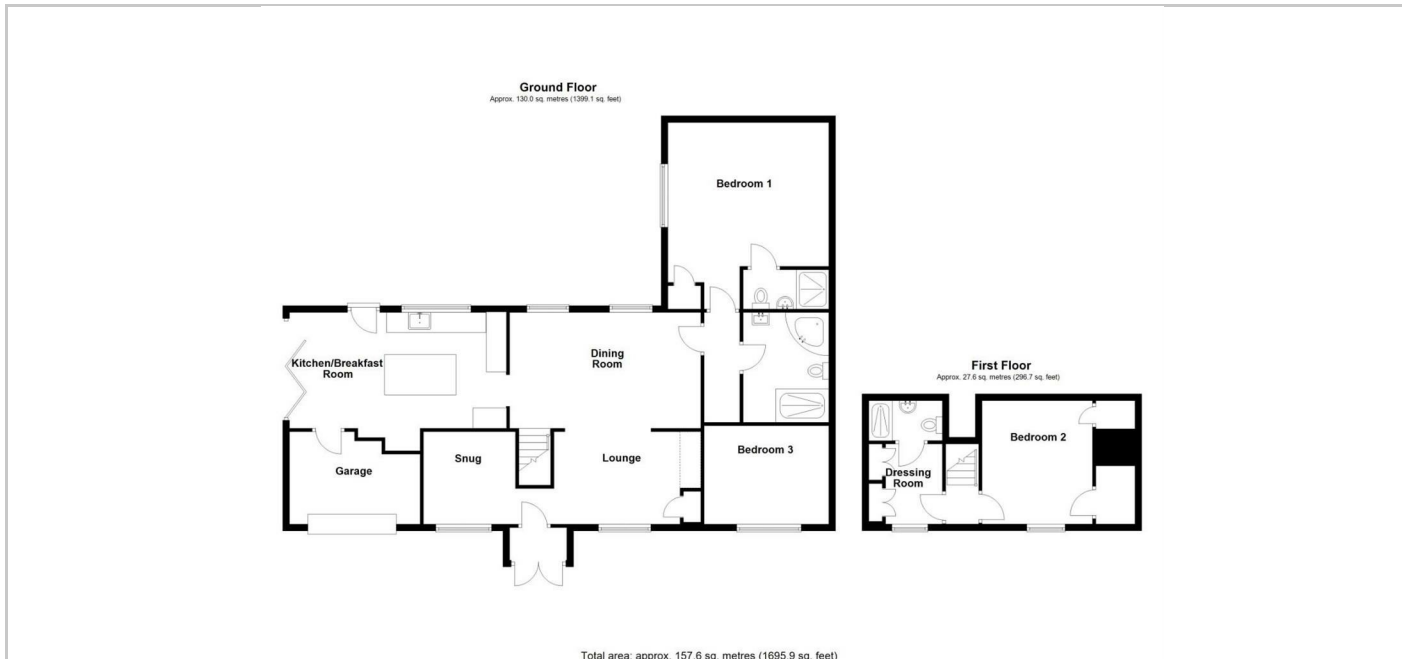 Ground Floor
Approx. 130.0 sq. metres (1399.1 sq. feet)
Bedroom 1
Kitchen/Breakfast
Room
Dining
Room
Garage
Snug
Lounge
Bedroom 3
First Floor
Approx. 27.6 sq. metres (296.7 sq. feet)
Bedroom 2
Dressing
Room
Total area: approx. 157.6 sq. metres (1695.9 sq. feet)